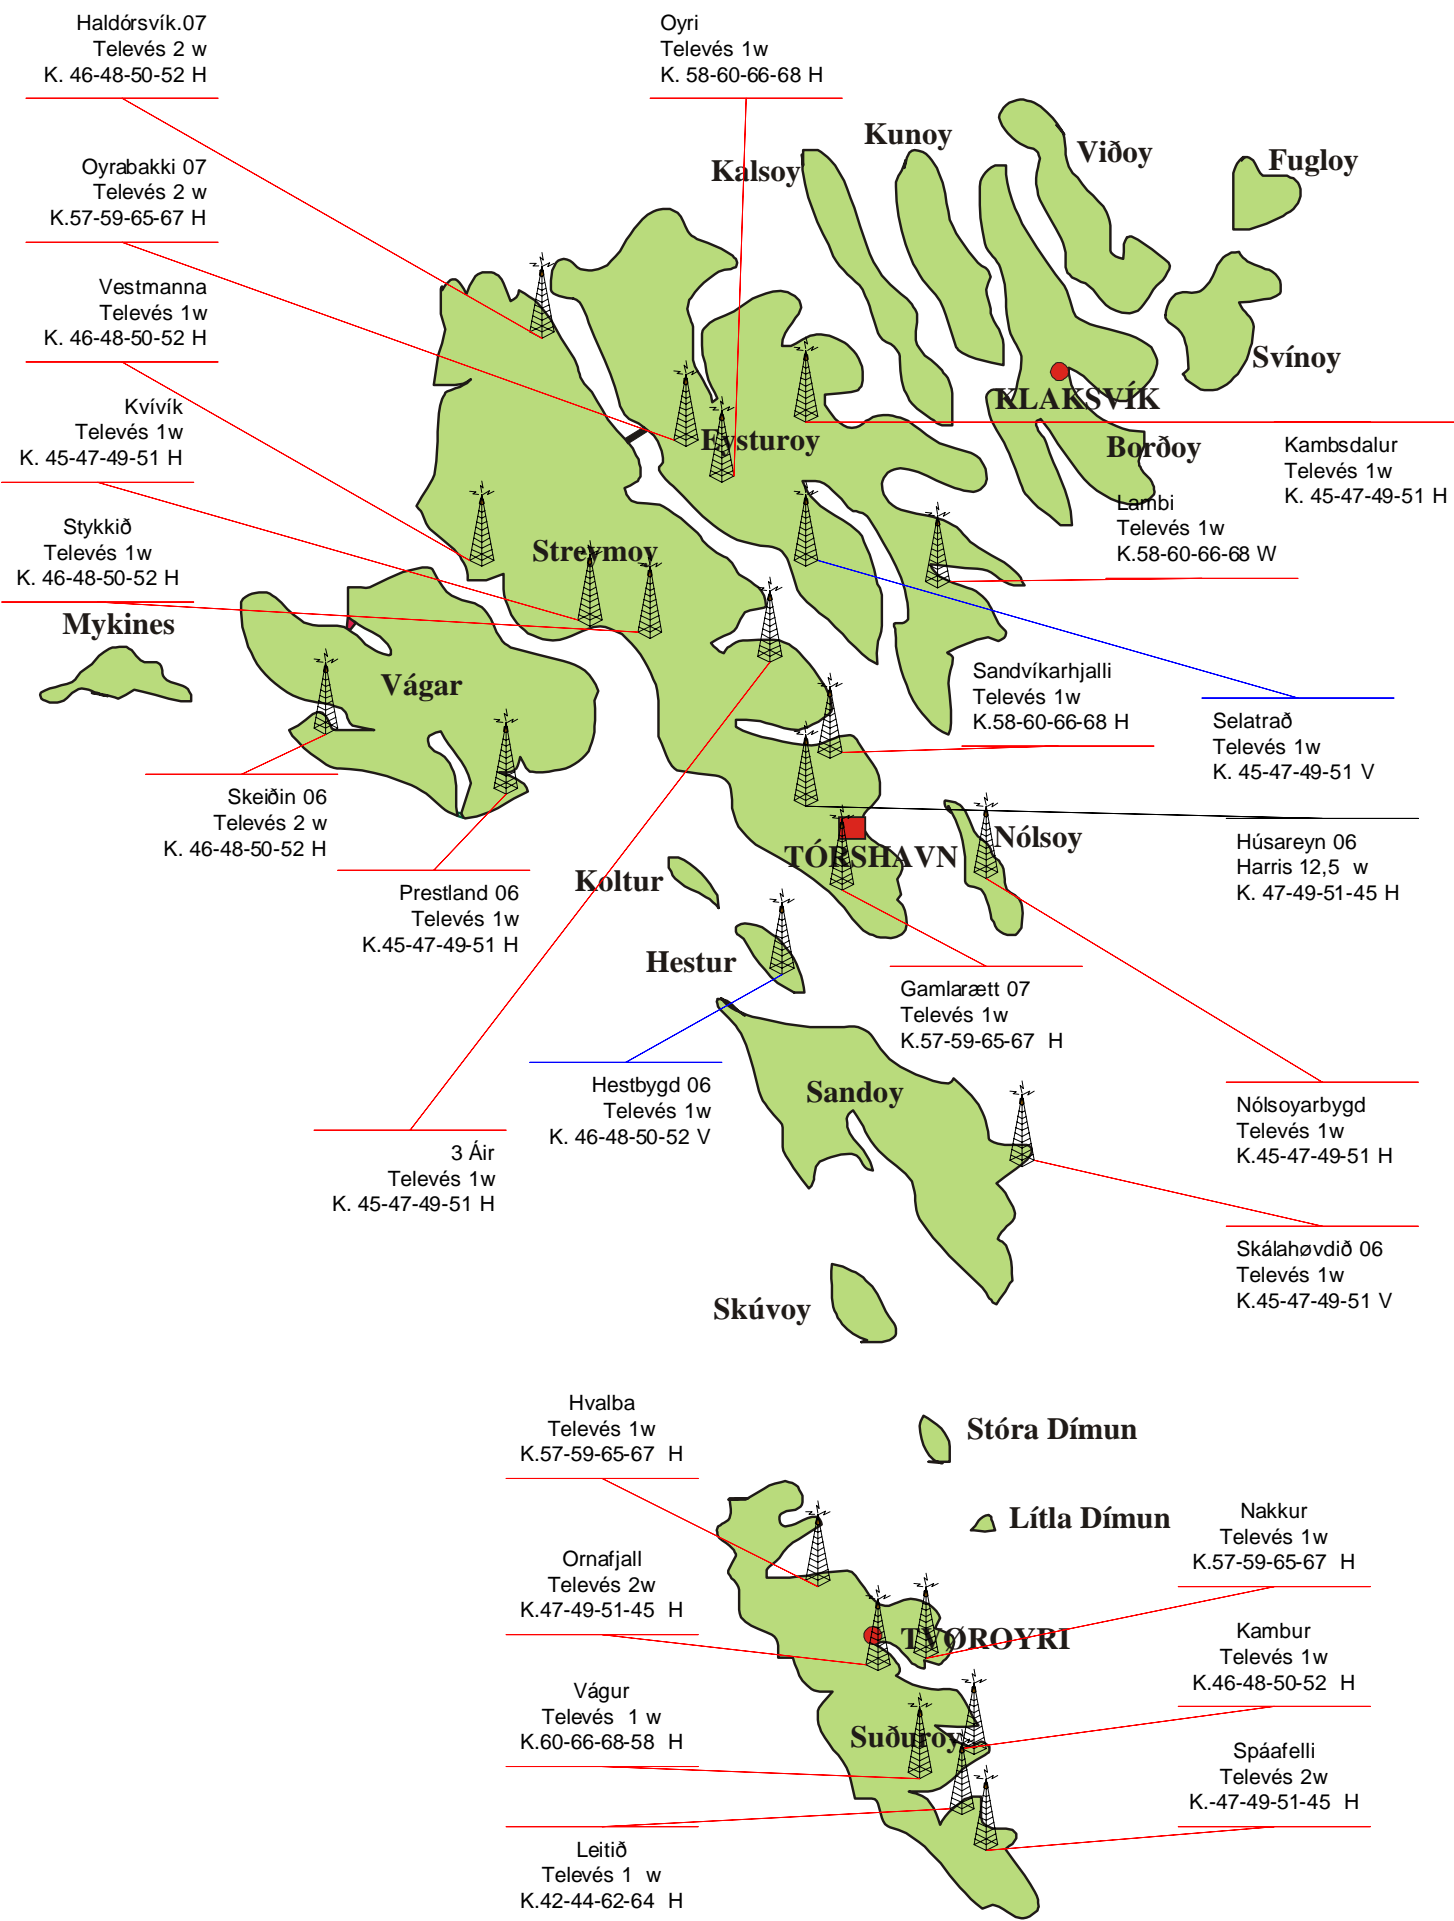 Haldórsvík.07
Televés 2 w
K. 46-48-50-52 H
Oyri
Televés 1w
K. 58-60-66-68 H
Oyrabakki 07
Televés 2 w
K.57-59-65-67 H
Vestmanna
Televés 1w
K. 46-48-50-52 H
Kvívík
Televés 1w
K. 45-47-49-51 H
Stykkið
Televés 1w
K. 46-48-50-52 H
Kalsoy
Kunoy
Viðoy
Fugloy
Svínoy
KLAKSVÍK
Borðoy
Eysturoy
Streymoy
Kambsdalur
Televés 1w
K. 45-47-49-51 H
Lambi
Televés 1w
K.58-60-66-68 W
Mykines
Vágar
Sandvíkarhjalli
Televés 1w
K.58-60-66-68 H
Selatrað
Televés 1w
K. 45-47-49-51 V
Skeiðin 06
Televés 2 w
K. 46-48-50-52 H
Húsareyn 06
Harris 12,5 w
K. 47-49-51-45 H
TÓRSHAVN
Nólsoy
Koltur
Prestland 06
Televés 1w
K.45-47-49-51 H
Hestur
Gamlarætt 07
Televés 1w
K.57-59-65-67 H
Hestbygd 06
Televés 1w
K. 46-48-50-52 V
Sandoy
Nólsoyarbygd
Televés 1w
K.45-47-49-51 H
3 Áir
Televés 1w
K. 45-47-49-51 H
Skálahøvdið 06
Televés 1w
K.45-47-49-51 V
Skúvoy
Hvalba
Televés 1w
K.57-59-65-67 H
Stóra Dímun
Lítla Dímun
Nakkur
Televés 1w
K.57-59-65-67 H
Ornafjall
Televés 2w
K.47-49-51-45 H
TVØROYRI
Kambur
Televés 1w
K.46-48-50-52 H
Vágur
Televés 1 w
K.60-66-68-58 H
Suðuroy
Spáafelli
Televés 2w
K.-47-49-51-45 H
Leitið
Televés 1 w
K.42-44-62-64 H